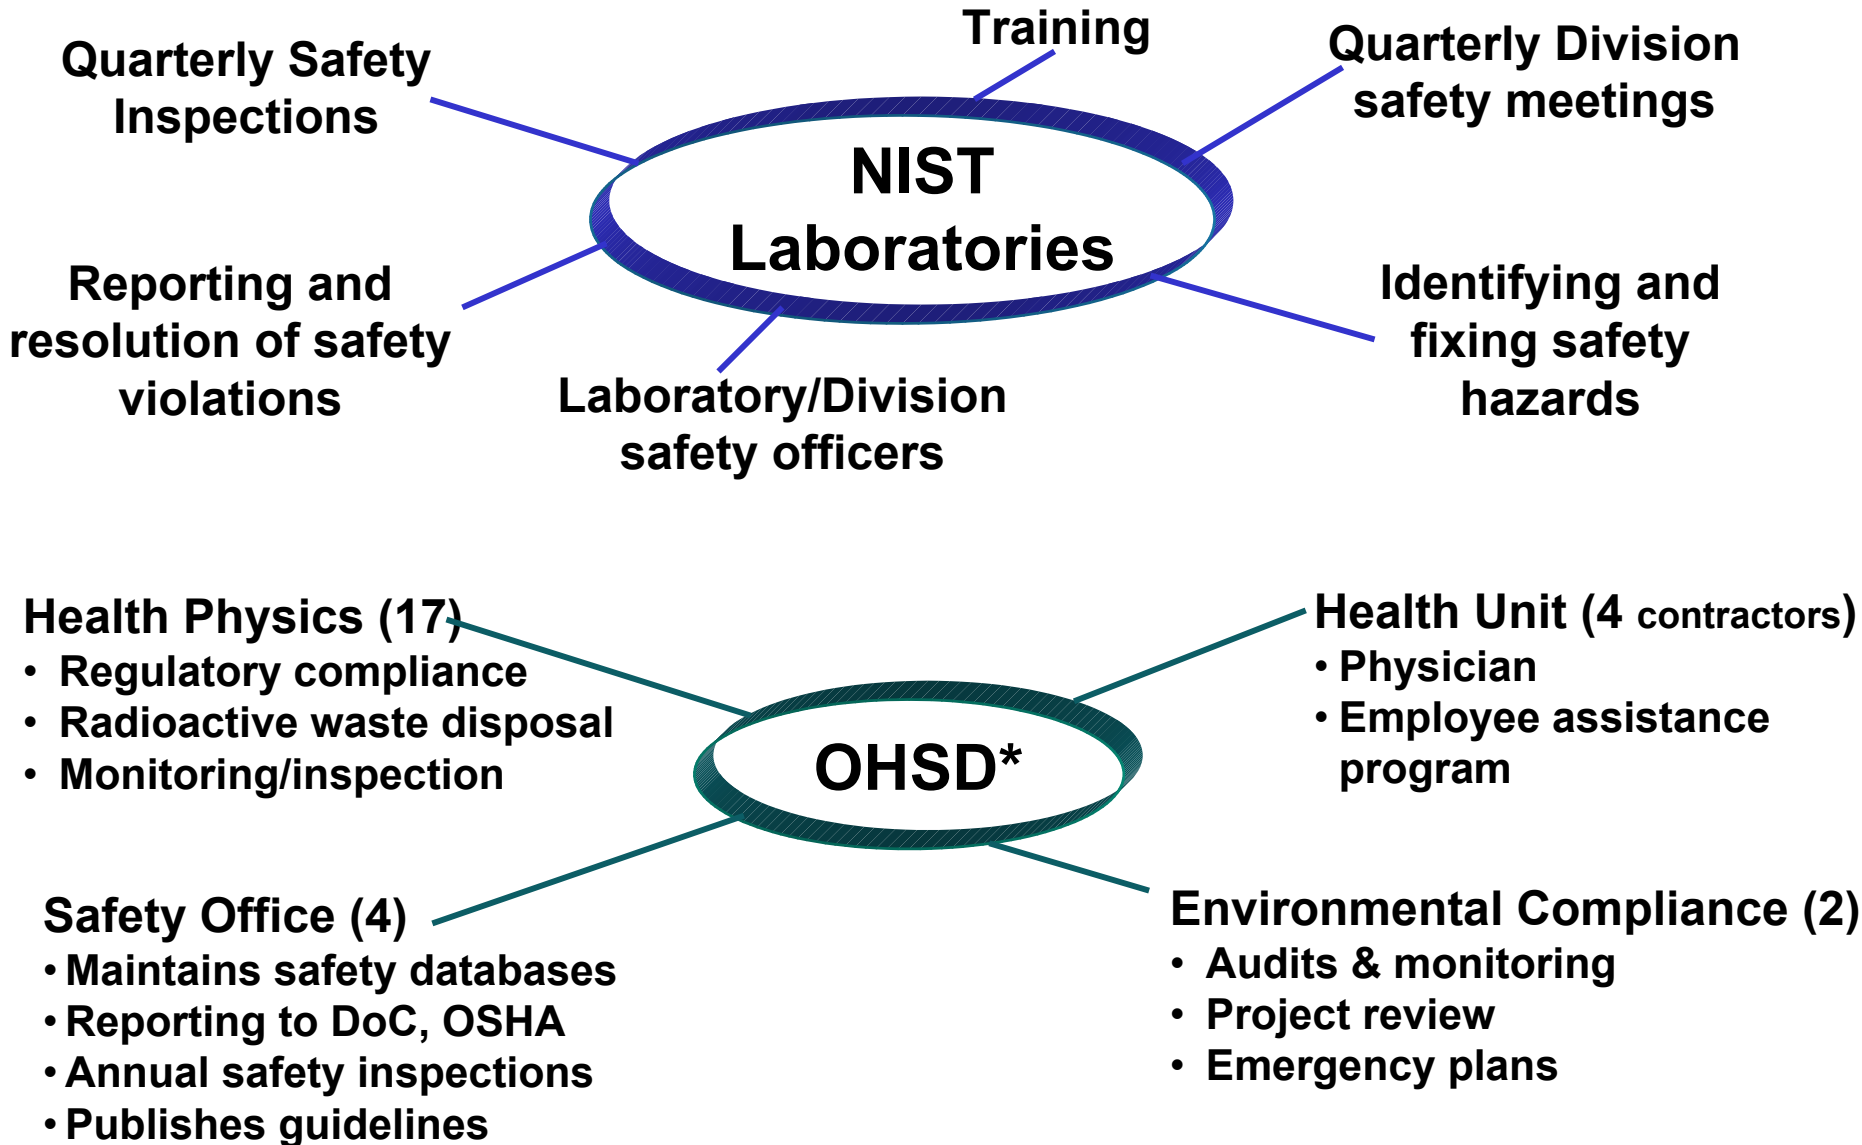 Training
Quarterly Safety
Inspections
Quarterly Division
safety meetings
NIST
Laboratories
Reporting and
resolution of safety
violations
Laboratory/Division
safety officers
Identifying and
fixing safety
hazards
Health Physics (17)
• Regulatory compliance
• Radioactive waste disposal
• Monitoring/inspection
Health Unit (4 contractors)
• Physician
• Employee assistance
program
OHSD*
Safety Office (4)
• Maintains safety databases
• Reporting to DoC, OSHA
• Annual safety inspections
• Publishes guidelines
Environmental Compliance (2)
• Audits & monitoring
• Project review
• Emergency plans